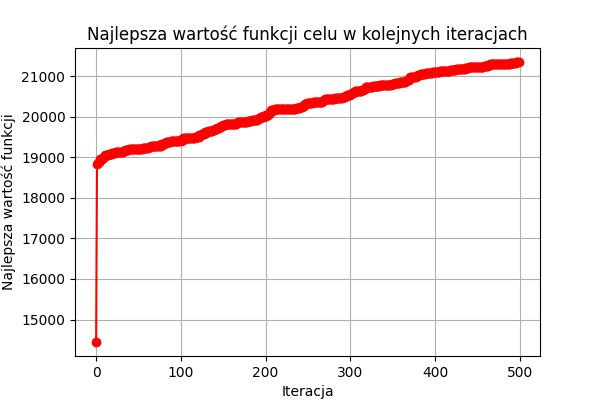 Najlepsza wartość funkcji celu w kolejnych iteracjach
Najlepsza wartość funkcji
21000
20000
19000
18000
17000
16000
15000
0 100 200 300 400 500
Iteracja